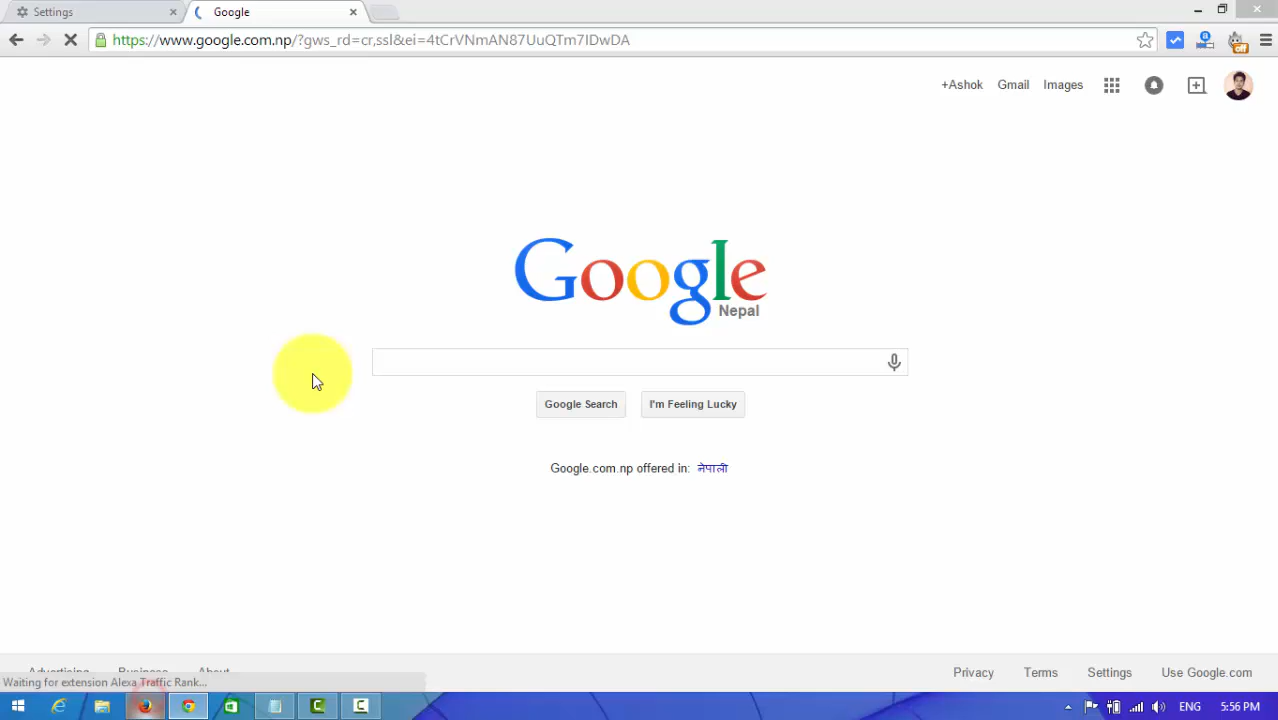 Settings
Google
https://www.google.com.np/?gws_rd=cr,ssl&ei=4tCrVNmAN87UuQTm7IDwDA
a
off
+Ashok Gmail Images
Google
Nepal
Google Search I'm Feeling Lucky
Google.com.np offered in: नेपाली
Advertising Business About
Privacy Terms Settings Use Google.com
Waiting for extension Alexa Traffic Rank...
ENG 5:56 PM